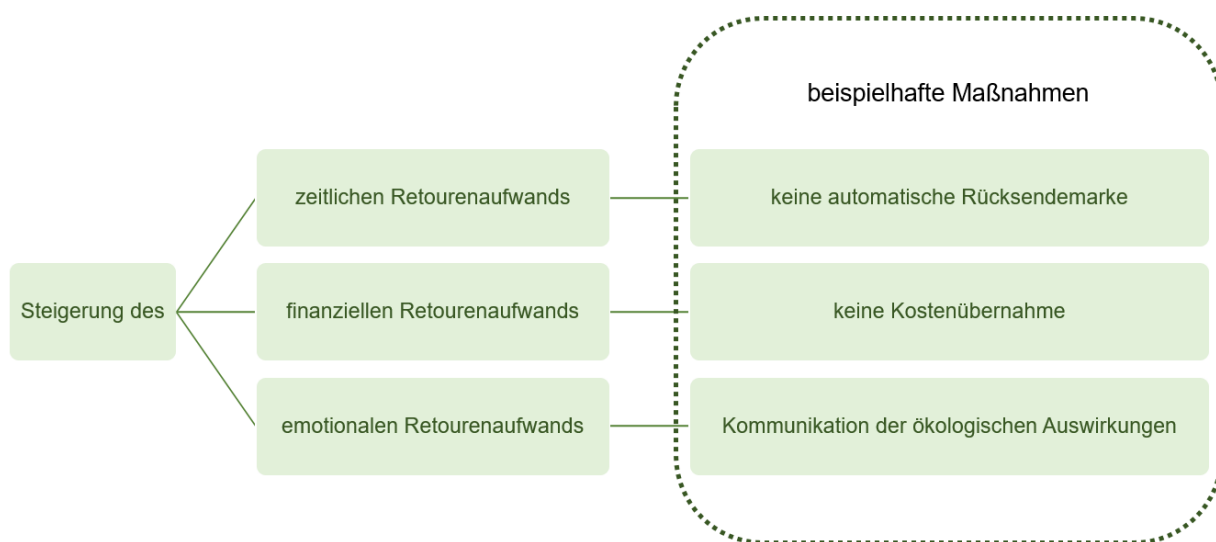 beispielhafte Maßnahmen
zeitlichen Retourenaufwands
keine automatische Rücksendemarke
Steigerung des
finanziellen Retourenaufwands
keine Kostenübernahme
emotionalen Retourenaufwands
Kommunikation der ökologischen Auswirkungen